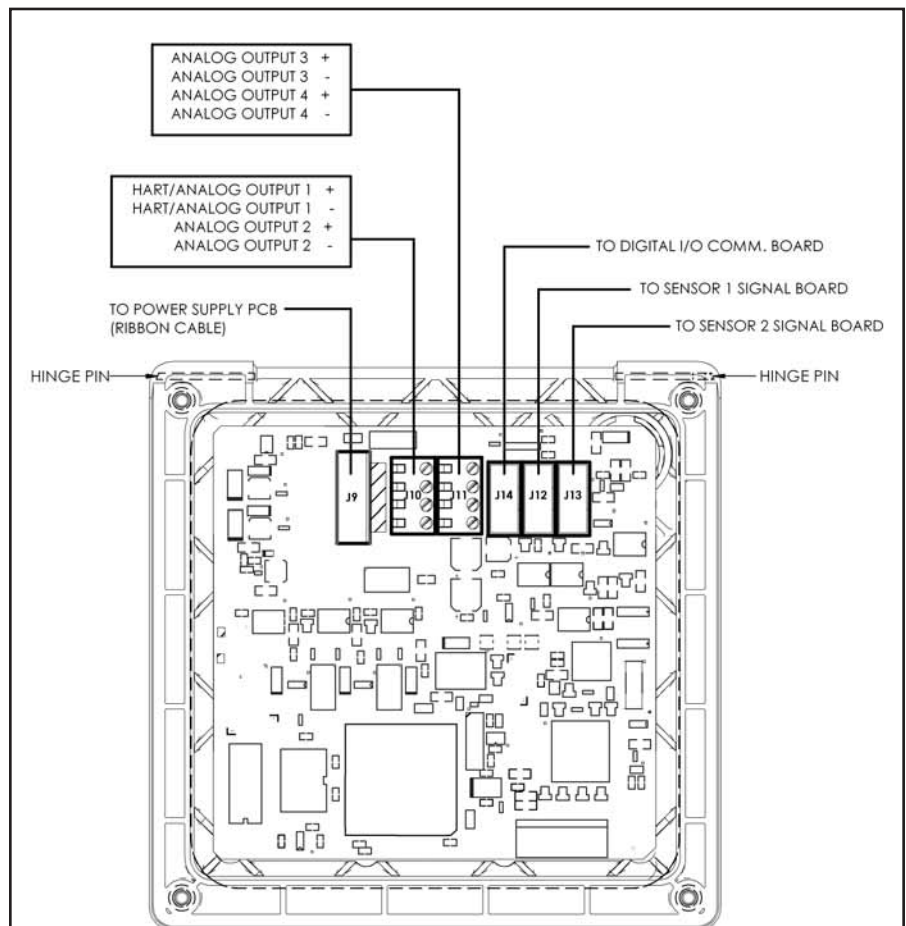 ANALOG OUTPUT 3 +
ANALOG OUTPUT 3 -
ANALOG OUTPUT 4 +
ANALOG OUTPUT 4 -
HART/ANALOG OUTPUT 1 +
HART/ANALOG OUTPUT 1 -
ANALOG OUTPUT 2 +
ANALOG OUTPUT 2 -
TO DIGITAL I/O COMM. BOARD
TO SENSOR 1 SIGNAL BOARD
TO POWER SUPPLY PCB
(RIBBON CABLE)
TO SENSOR 2 SIGNAL BOARD
HINGE PIN
HINGE PIN
J9
J10
J11
J14
J12
J13